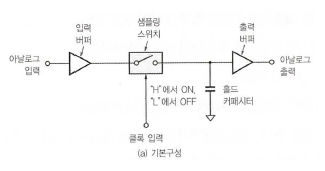 샘플링
스위치
입력
버퍼
출력
버퍼
아날로그
입력
아날로그
출력
"H"에서 ON,
"L"에서 OFF
홀드
커패시터
클록 입력
(a) 기본구성